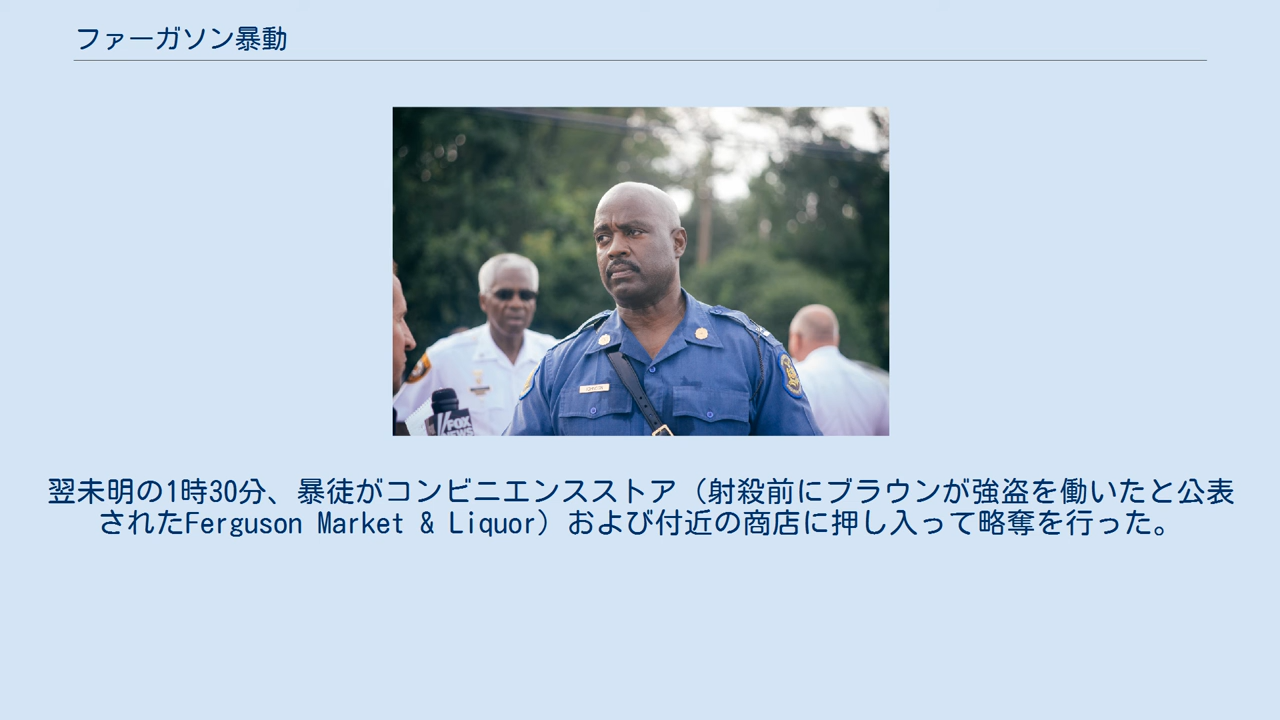 ファーガソン暴動
FOX
NEWS
翌未明の1時30分、暴徒がコンビニエンスストア（射殺前にブラウンが強盗を働いたと公表
されたFerguson Market & Liquor）および付近の商店に押し入って略奪を行った。